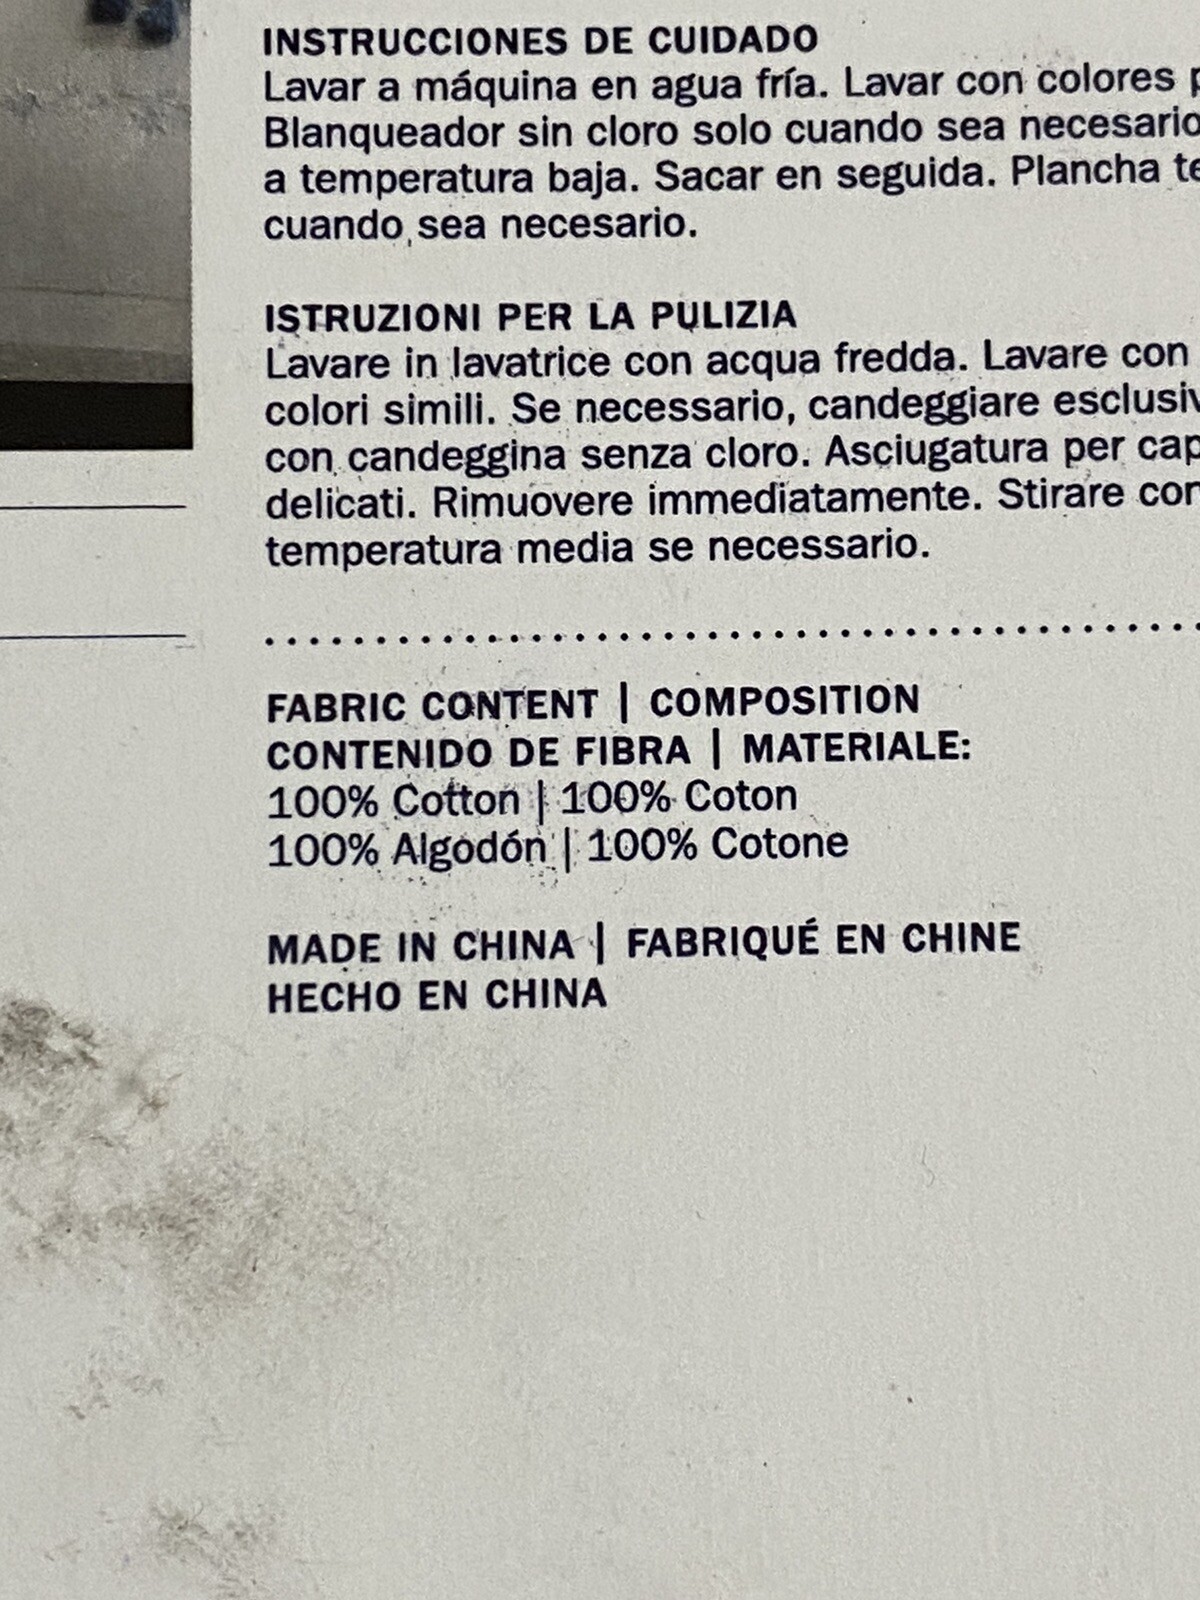 INSTRUCCIONES DE CUIDADO
Lavar a máquina en agua fría. Lavar con colores
Blanqueador sin cloro solo cuando sea necesario
a temperatura baja. Sacar en seguida. Plancha
cuando sea necesario.
ISTRUZIONI PER LA PULIZIA
Lavare in lavatrice con acqua fredda. Lavare con
colori simili. Se necessario, candeggiare
con candeggina senza cloro. Asciugatura per
delicati. Rimuovere immediatamente. Stirare
temperatura media se necessario.
FABRIC CONTENT | COMPOSITION
CONTENIDO DE FIBRA | MATERIALE:
100% Cotton | 100% Coton
100% Algodón | 100% Cotone
MADE IN CHINA | FABRIQUÉ EN CHINE
HECHO EN CHINA